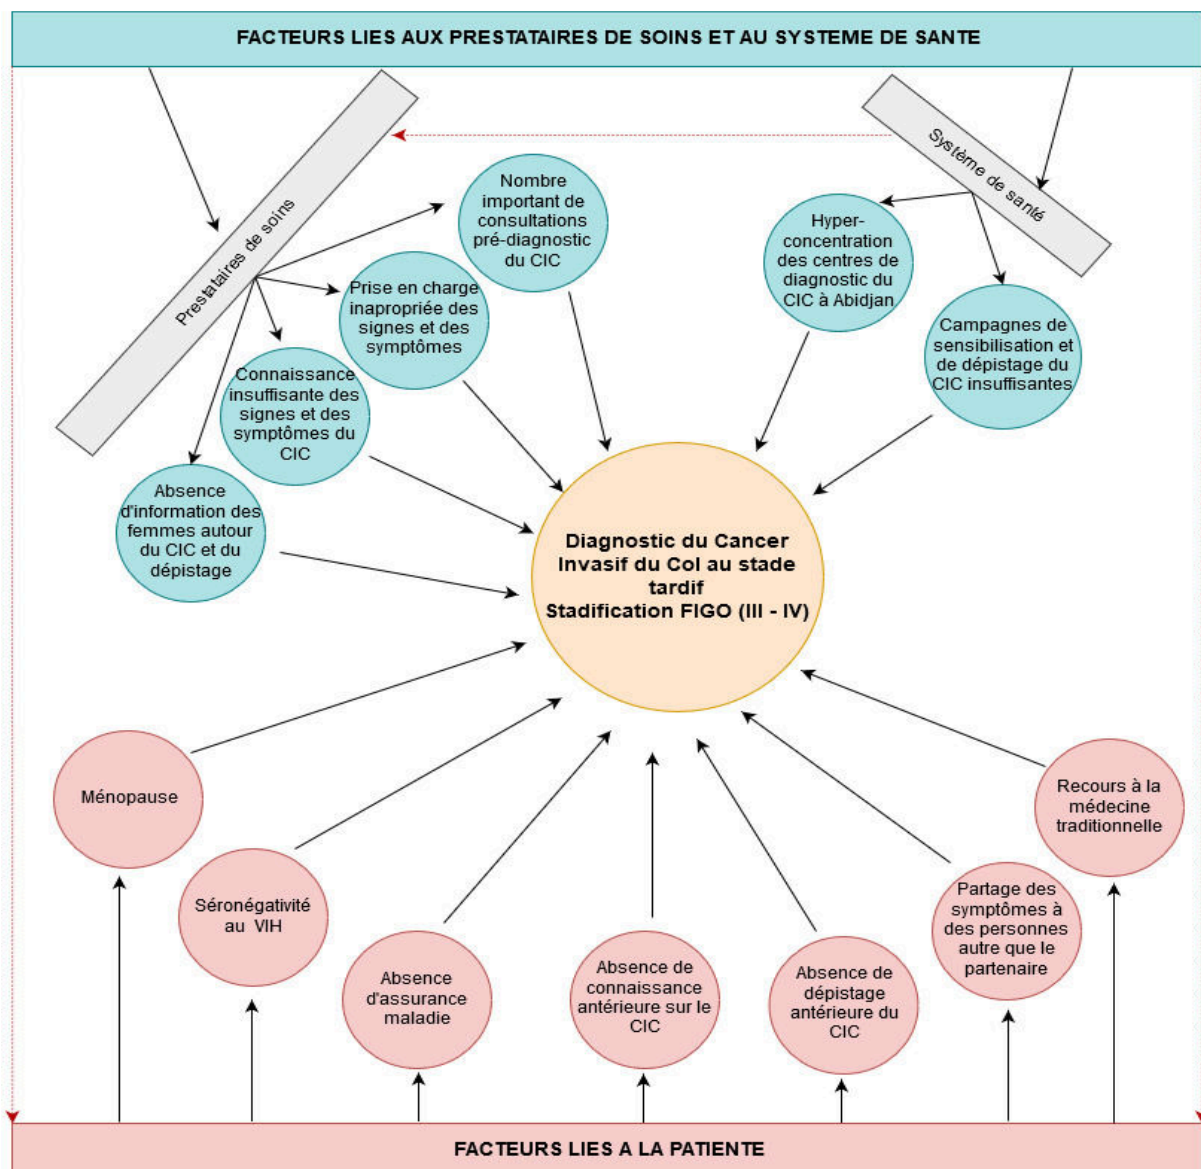 FACTEURS LIES AUX PRESTATAIRES DE SOINS ET AU SYSTEME DE SANTE
Prestataires de soins
Système de santé
Nombre
important de
consultations
pré-diagnostic
du CIC
Hyper-
concentration
des centres de
diagnostic du
CIC à Abidjan
Prise en charge
inapropriée des
signes et des
symptômes
Campagnes de
sensibilisation et
de dépistage du
CIC insuffisantes
Connaissance
insuffisante des
signes et des
symptômes du
CIC
Absence
d'information des
femmes autour
du CIC et du
dépistage
Diagnostic du Cancer
Invasif du Col au stade
tardif
Stadification FIGO (III - IV)
Ménopause
Séronégativité
au VIH
Absence
d'assurance
maladie
Absence de
connaissance
antérieure sur le
CIC
Absence de
dépistage
antérieure du
CIC
Partage des
symptômes à
des personnes
autre que le
partenaire
Recours à la
médecine
traditionnelle
FACTEURS LIES A LA PATIENTE